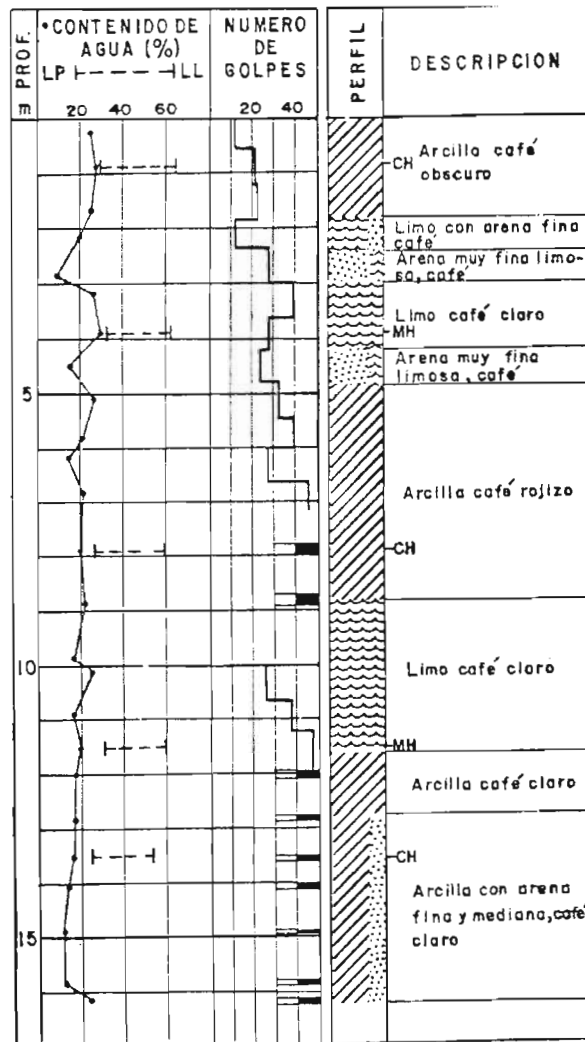 m PROF.
•CONTENIDO DE
AGUA (%)
LP LL
20 40 60
NUMERO
DE
GOLPES
20 40
PERFIL
DESCRIPCION
CH Arcilla café
obscuro
Limo con arena fina
café
Arena muy fina limo-
sa, café
Limo café claro
MH
Arena muy fina
limosa, café
5
Arcilla café rojizo
CH
10
Limo café claro
MH
Arcilla café claro
CH
Arcilla con arena
fina y mediana, café
claro
15